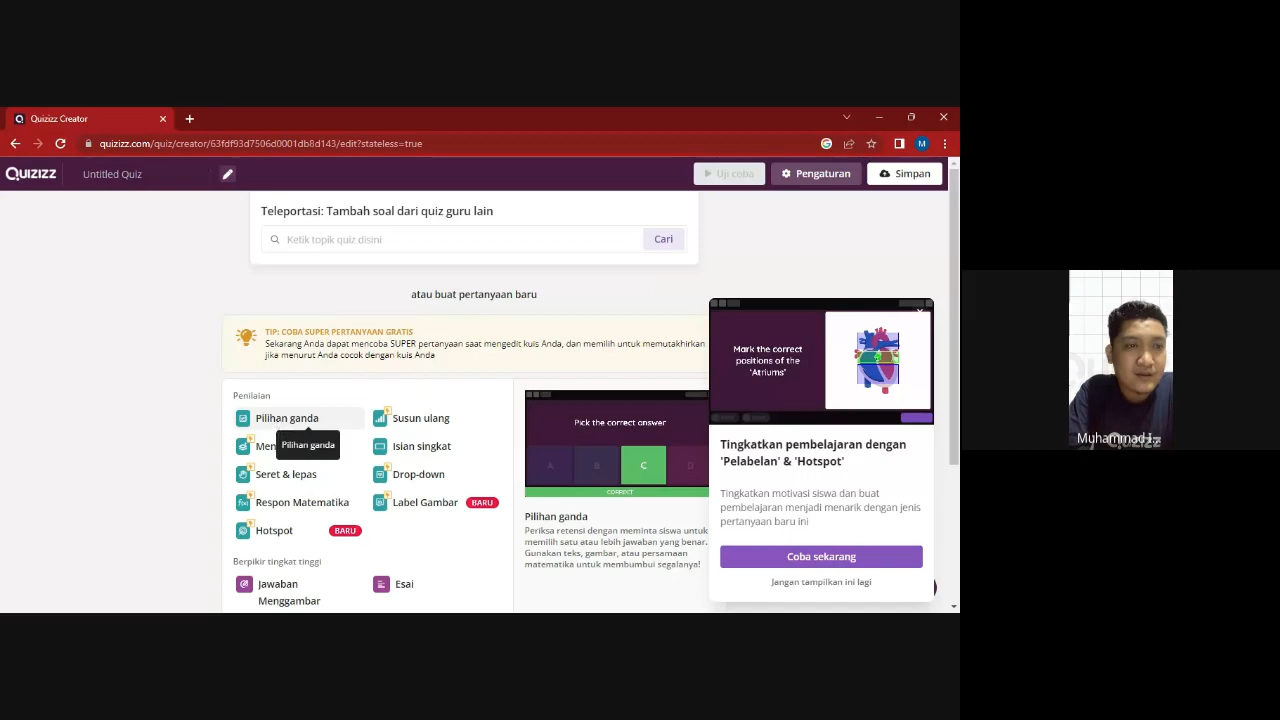 Quizizz Creator
quizizz.com/quiz/creator/63fdf93d7506d0001db8d143/edit?stateless=true
M
QUIZIZZ
Untitled Quiz
Uji coba
Pengaturan
Simpan
Teleportasi: Tambah soal dari quiz guru lain
Ketik topik quiz disini
Cari
atau buat pertanyaan baru
TIP: COBA SUPER PERTANYAAN GRATIS
Sekarang Anda dapat mencoba SUPER pertanyaan saat mengedit kuis Anda, dan memilih untuk memutakhirkan
jika menurut Anda cocok dengan kuis Anda
Penilaian
Pilihan ganda
Susun ulang
Men
Pilihan ganda
Isian singkat
Seret & lepas
Drop-down
f(x)
Respon Matematika
Label Gambar
BARU
Hotspot
BARU
Berpikir tingkat tinggi
Jawaban
Menggambar
Esai
Pick the correct answer
A
B
C
D
CORRECT
Pilihan ganda
Periksa retensi dengan meminta siswa untuk
memilih satu atau lebih jawaban yang benar.
Gunakan teks, gambar, atau persamaan
matematika untuk membumbui segalanya!
Mark the correct
positions of the
'Atriums'
Tingkatkan pembelajaran dengan
'Pelabelan' & 'Hotspot'
Tingkatkan motivasi siswa dan buat
pembelajaran menjadi menarik dengan jenis
pertanyaan baru ini
Coba sekarang
Jangan tampilkan ini lagi
Muhammad I...